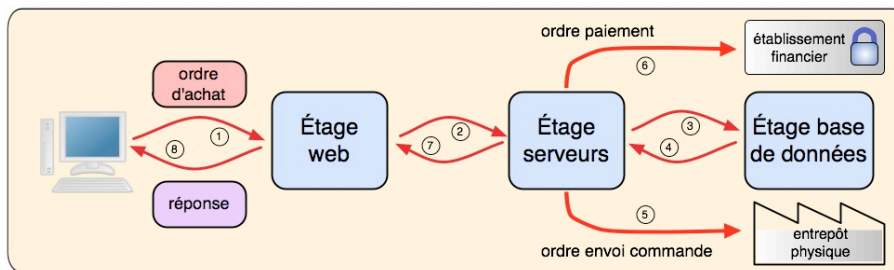 ordre paiement
établissement
financier
⑥
ordre
d'achat
①
⑧
réponse
Étage
web
②
⑦
Étage
serveurs
③
④
Étage base
de données
⑤
ordre envoi commande
entrepôt
physique